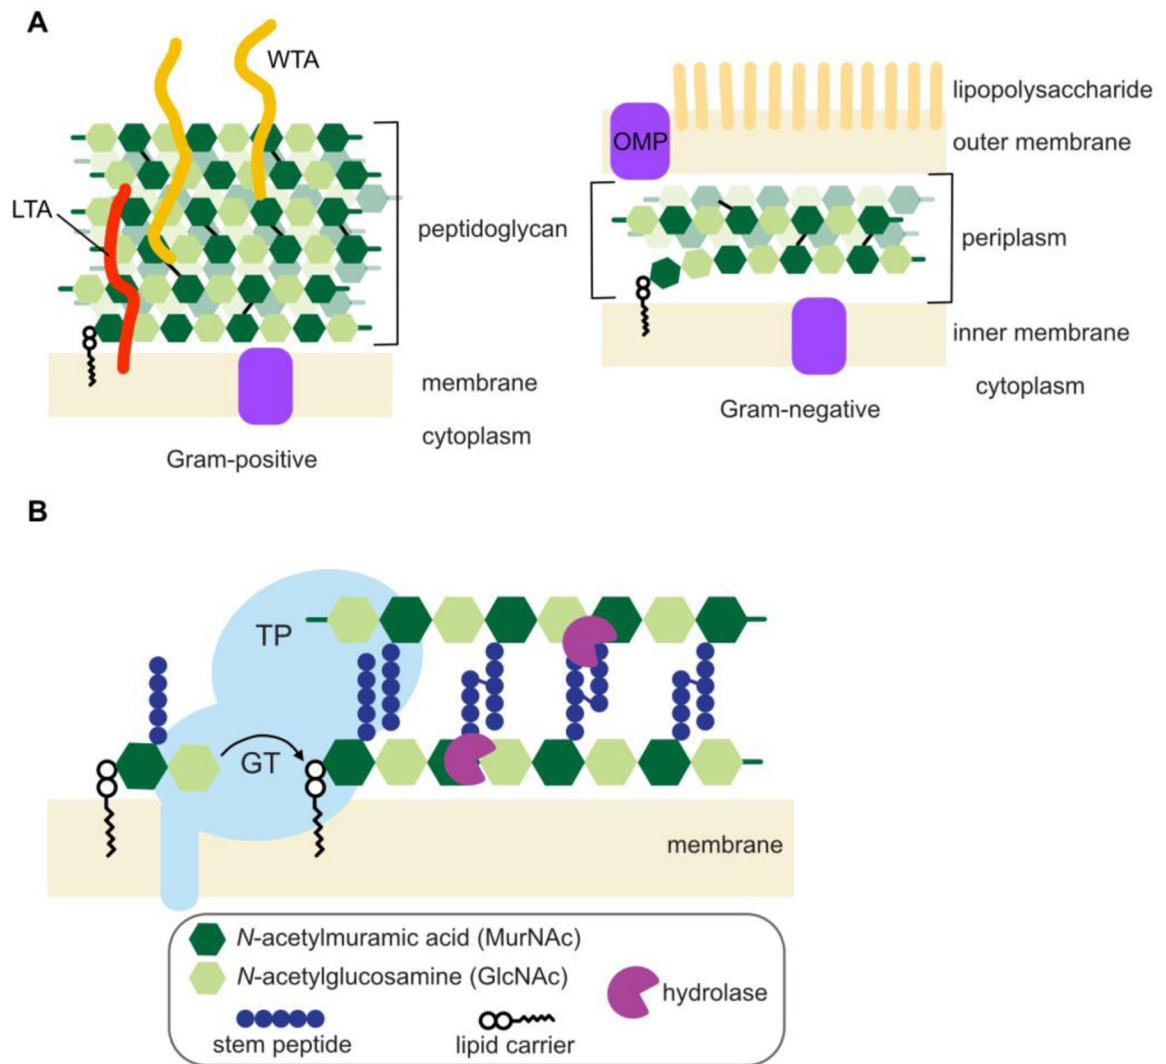 A
WTA
LTA
peptidoglycan
membrane
cytoplasm
Gram-positive
lipopolysaccharide
OMP
outer membrane
periplasm
inner membrane
cytoplasm
Gram-negative
B
TP
GT
membrane
N-acetylmuramic acid (MurNAc)
N-acetylglucosamine (GlcNAc)
hydrolase
stem peptide
lipid carrier